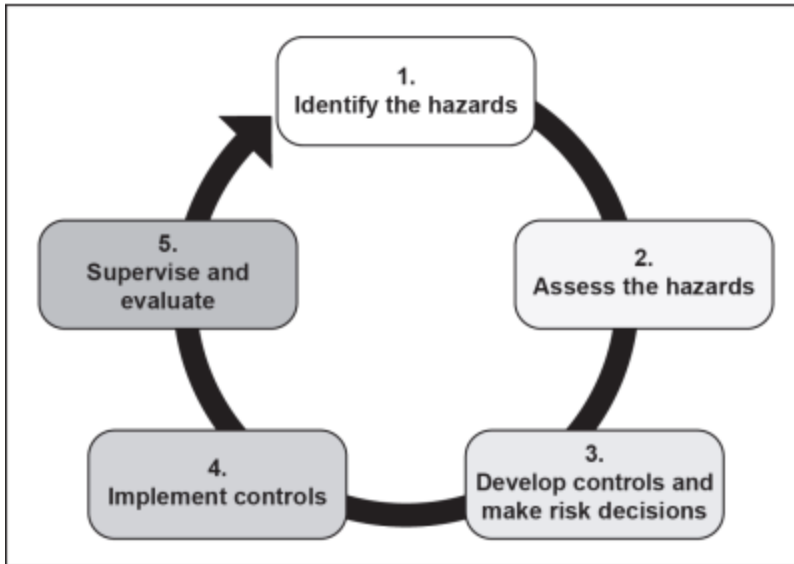 1.
Identify the hazards
2.
Assess the hazards
3.
Develop controls and
make risk decisions
4.
Implement controls
5.
Supervise and
evaluate